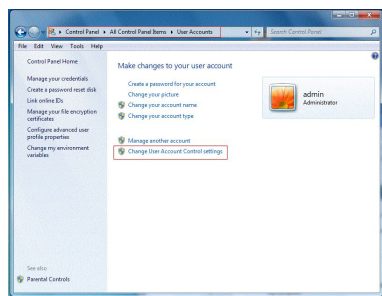 Control Panel ▸ All Control Panel Items ▸ User Accounts
Search Control Panel
File Edit View Tools Help
Control Panel Home
Manage your credentials
Create a password reset disk
Link online IDs
Manage your file encryption
certificates
Configure advanced user
profile properties
Change my environment
variables
See also
Parental Controls
Make changes to your user account
Create a password for your account
Change your picture
Change your account name
Change your account type
Manage another account
Change User Account Control settings
admin
Administrator